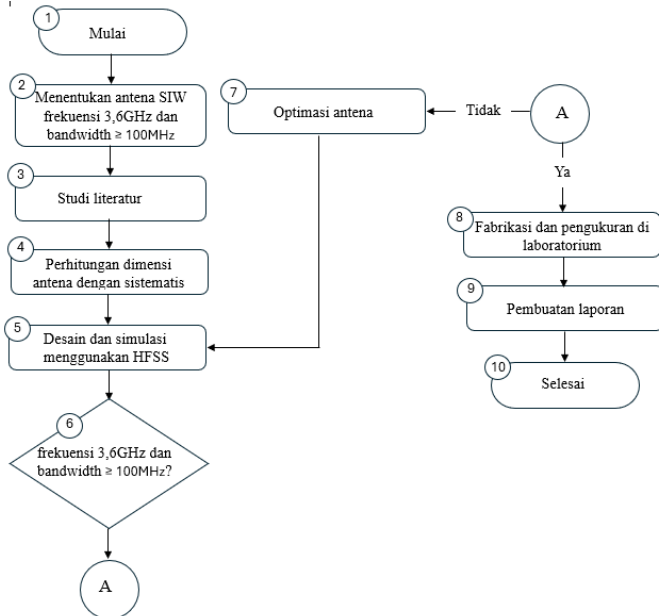 1
Mulai
2
Menentukan antena SIW
frekuensi 3,6GHz dan
bandwidth ≥ 100MHz
3
Studi literatur
4
Perhitungan dimensi
antena dengan sistematis
5
Desain dan simulasi
menggunakan HFSS
6
frekuensi 3,6GHz dan
bandwidth ≥ 100MHz?
A
7
Optimasi antena
Tidak
A
Ya
8
Fabrikasi dan pengukuran di
laboratorium
9
Pembuatan laporan
10
Selesai